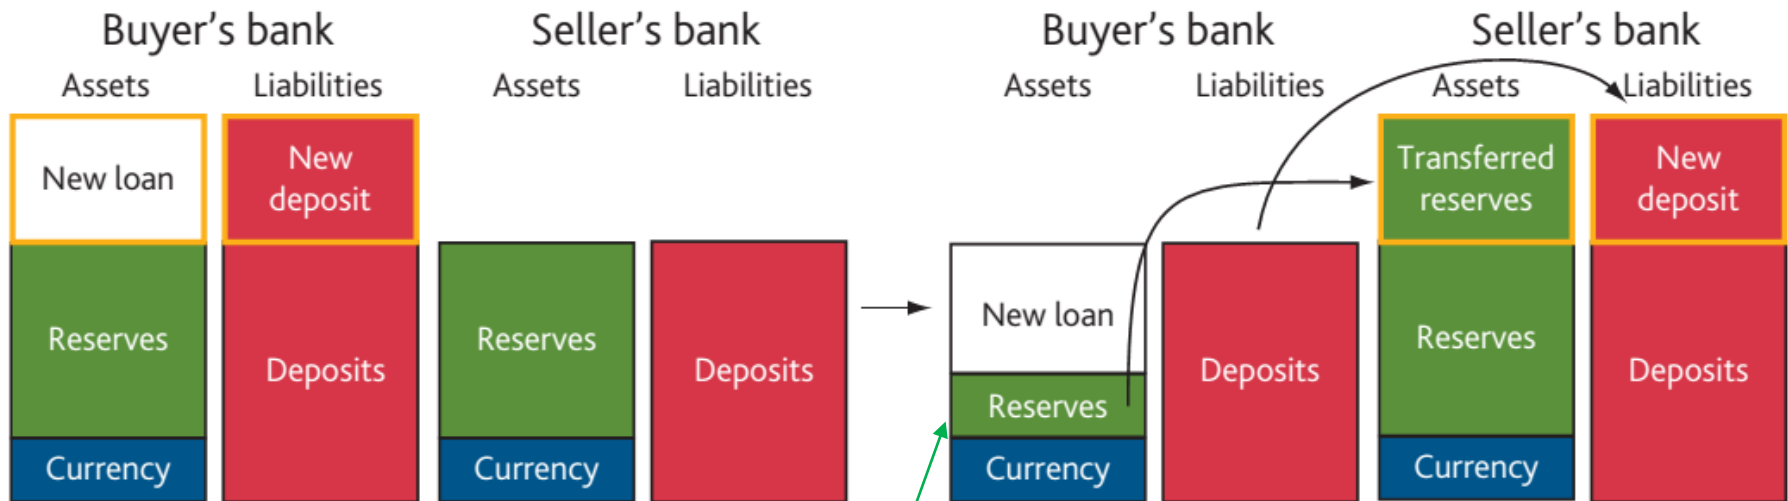 Buyer's bank
Seller's bank
Buyer's bank
Seller's bank
Assets
Liabilities
Assets
Liabilities
Assets
Liabilities
Assets
Liabilities
New loan
New
deposit
Reserves
Deposits
Currency
Reserves
Deposits
Currency
New loan
Reserves
Currency
Deposits
Transferred
reserves
New
deposit
Reserves
Deposits
Currency